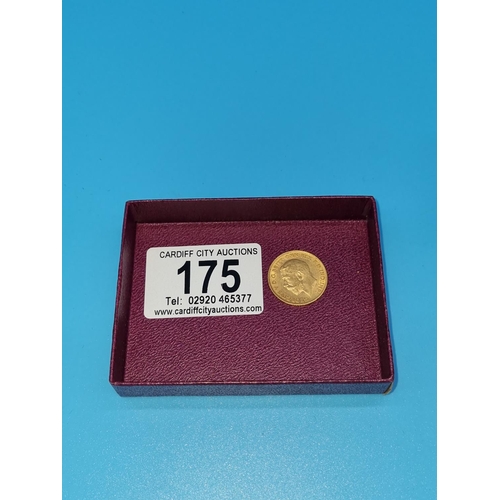 CARDIFF CITY AUCTIONS
175
Tel: 02920 465377
www.cardiffcityauctions.com